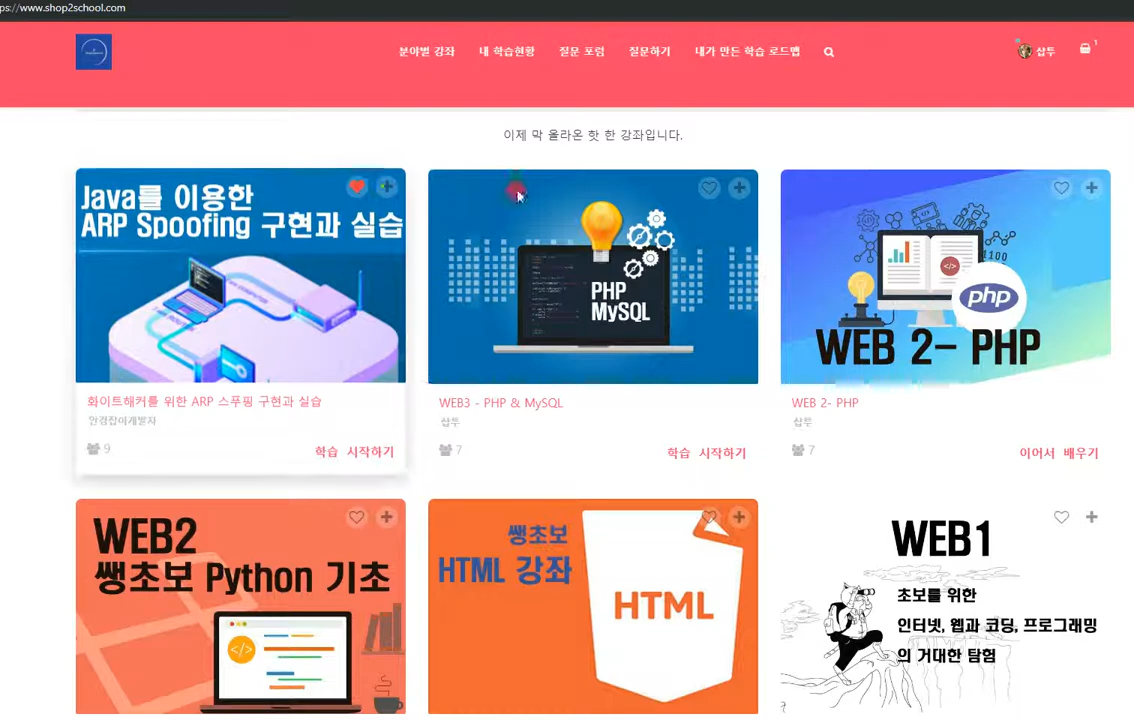 ps://www.shop2school.com
분야별 강좌
내 학습현황
질문 포럼
질문하기
내가 만든 학습 로드맵
샵투
1
이제 막 올라온 핫 한 강좌입니다.
Java를 이용한
ARP Spoofing 구현과 실습
PHP
MySQL
1100
</>
php
WEB 2- PHP
화이트해커를 위한 ARP 스푸핑 구현과 실습
안경잡이개발자
9
학습 시작하기
WEB3 - PHP & MySQL
샵투
7
학습 시작하기
WEB 2- PHP
샵투
7
이어서 배우기
WEB2
쌩초보 Python 기초
</>
쌩초보
HTML 강좌
HTML
WEB1
초보를 위한
인터넷, 웹과 코딩, 프로그래밍
의 거대한 탐험